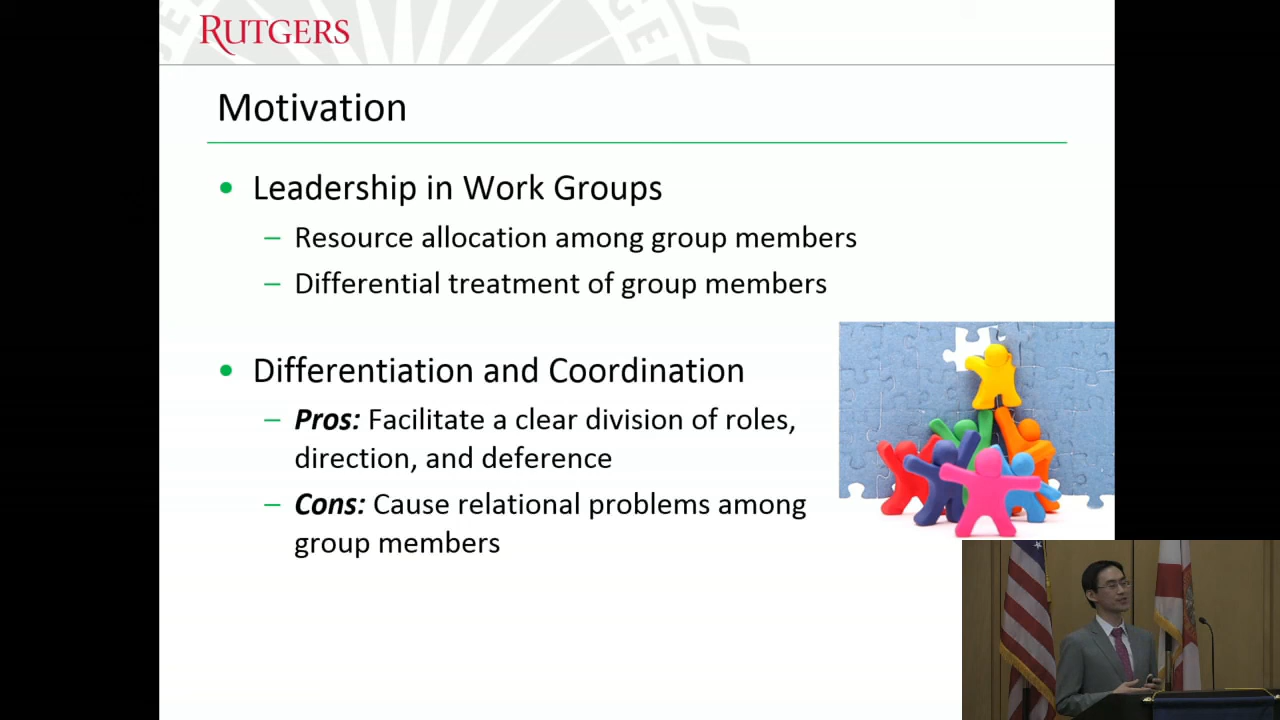 RUTGERS
Motivation
• Leadership in Work Groups
– Resource allocation among group members
– Differential treatment of group members
• Differentiation and Coordination
– Pros: Facilitate a clear division of roles,
direction, and deference
– Cons: Cause relational problems among
group members